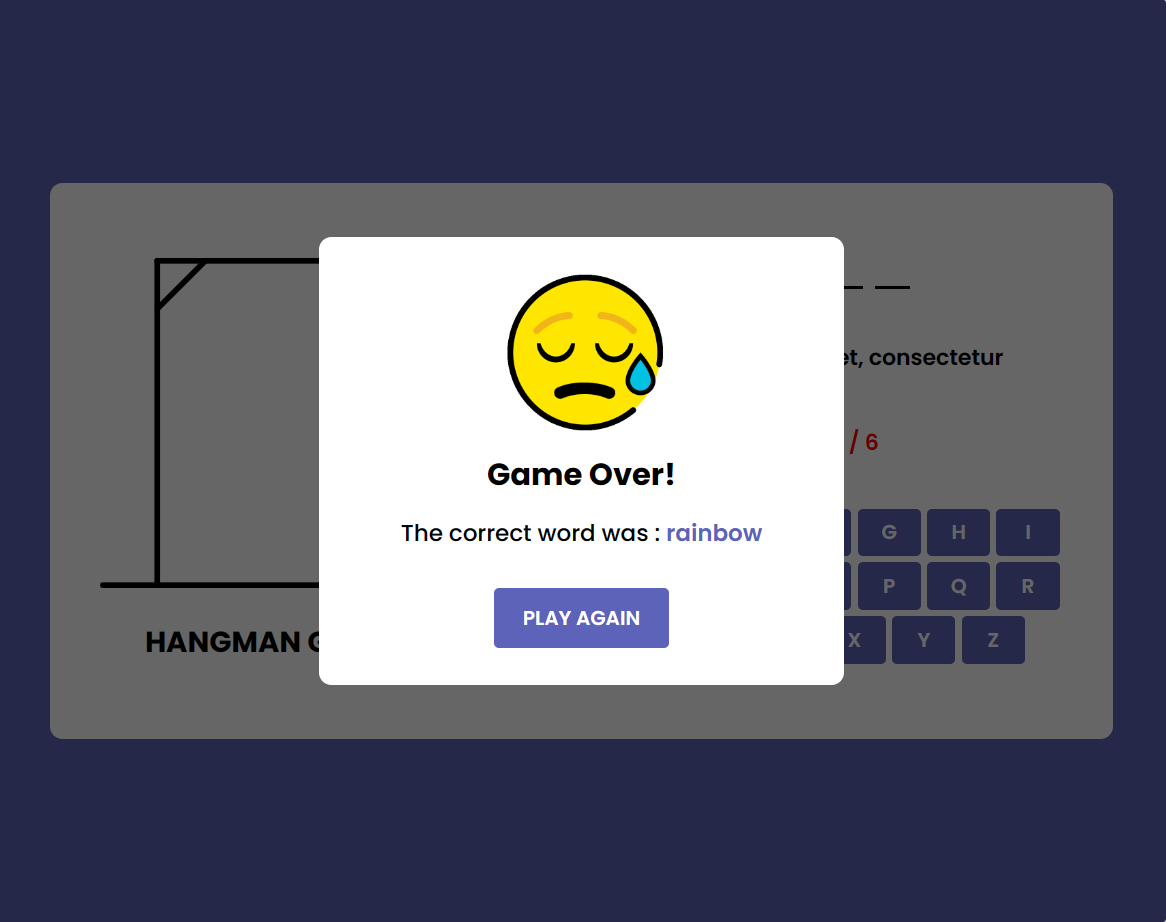 et, consectetur
/ 6
Game Over!
The correct word was : rainbow
G H I
P Q R
PLAY AGAIN
X Y Z
HANGMAN